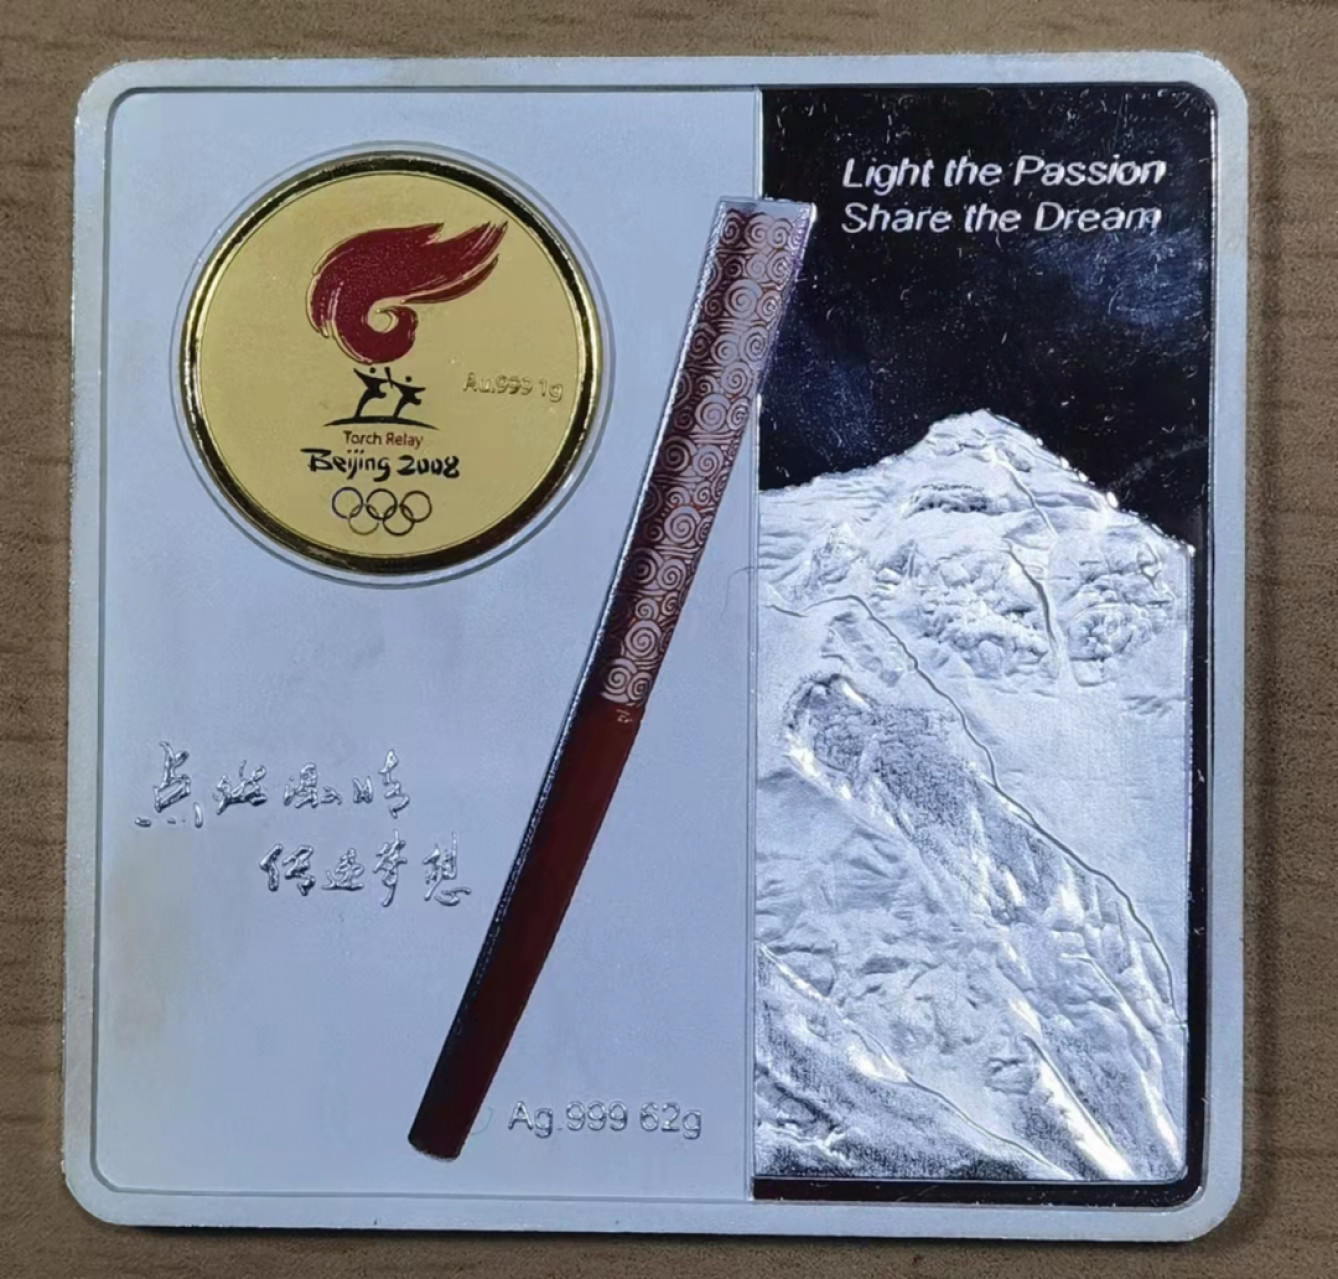 Light the Passion
Share the Dream
Au.999 1g
Torch Relay
Beijing 2008
点燃激情
传递梦想
Ag.999 62g